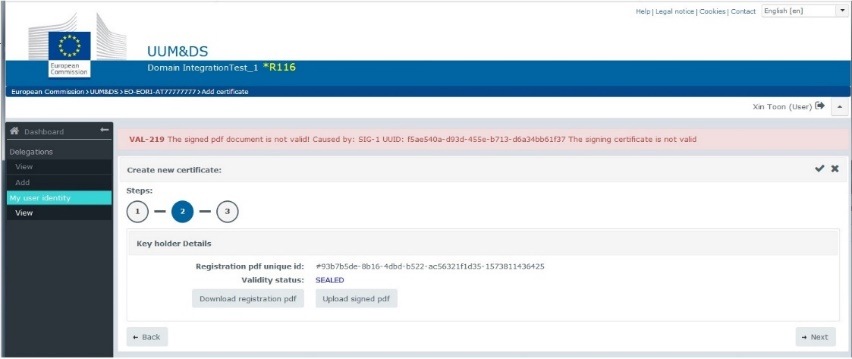 Help | Legal notice | Cookies | Contact English [en]
European
Commission
UUM&DS
Domain IntegrationTest_1 *R116
European Commission > UUM&DS > EO-EORI-AT77777777 > Add certificate
Xin Toon (User)
Dashboard
Delegations
View
Add
My user identity
View
VAL-219 The signed pdf document is not valid! Caused by: SIG-1 UUID: f5ae540a-d93d-455e-b713-d6a34bb61f37 The signing certificate is not valid
Create new certificate:
Steps:
1 2 3
Key holder Details
Registration pdf unique id: #93b7b5de-8b16-4dbd-b522-ac56321f1d35-1573811436425
Validity status: SEALED
Download registration pdf Upload signed pdf
Back Next